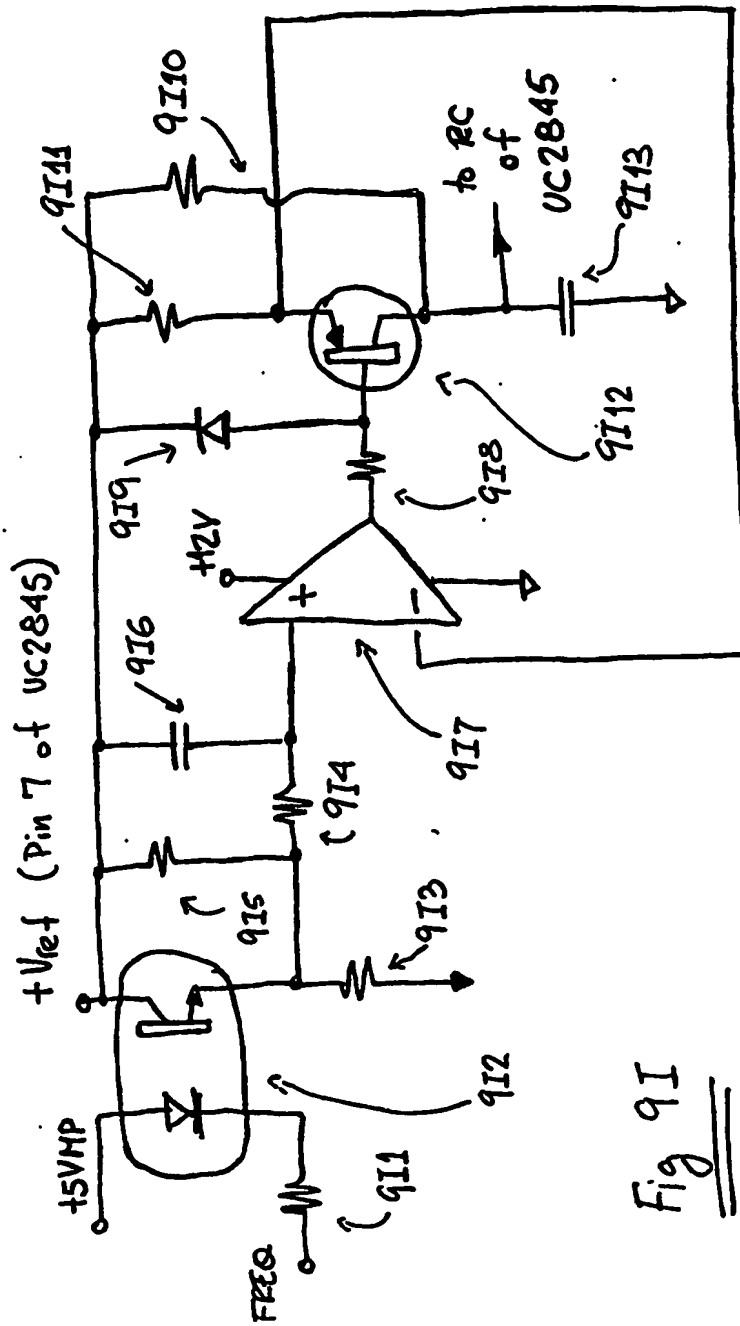 +Vref (Pin 7 of UC2845)
9I11
9I10
9I9
9I6
+12V
+5VMP
9I5
9I4
to RC
of
UC2845
9I13
FREQ
9I1
9I2
9I3
9I7
+
-
9I8
9I12
Fig 9I